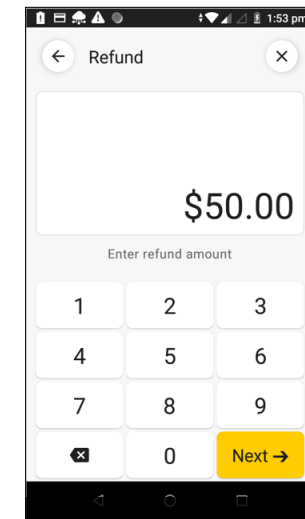 1:53 pm
Refund
$50.00
Enter refund amount
1 2 3
4 5 6
7 8 9
0 Next →